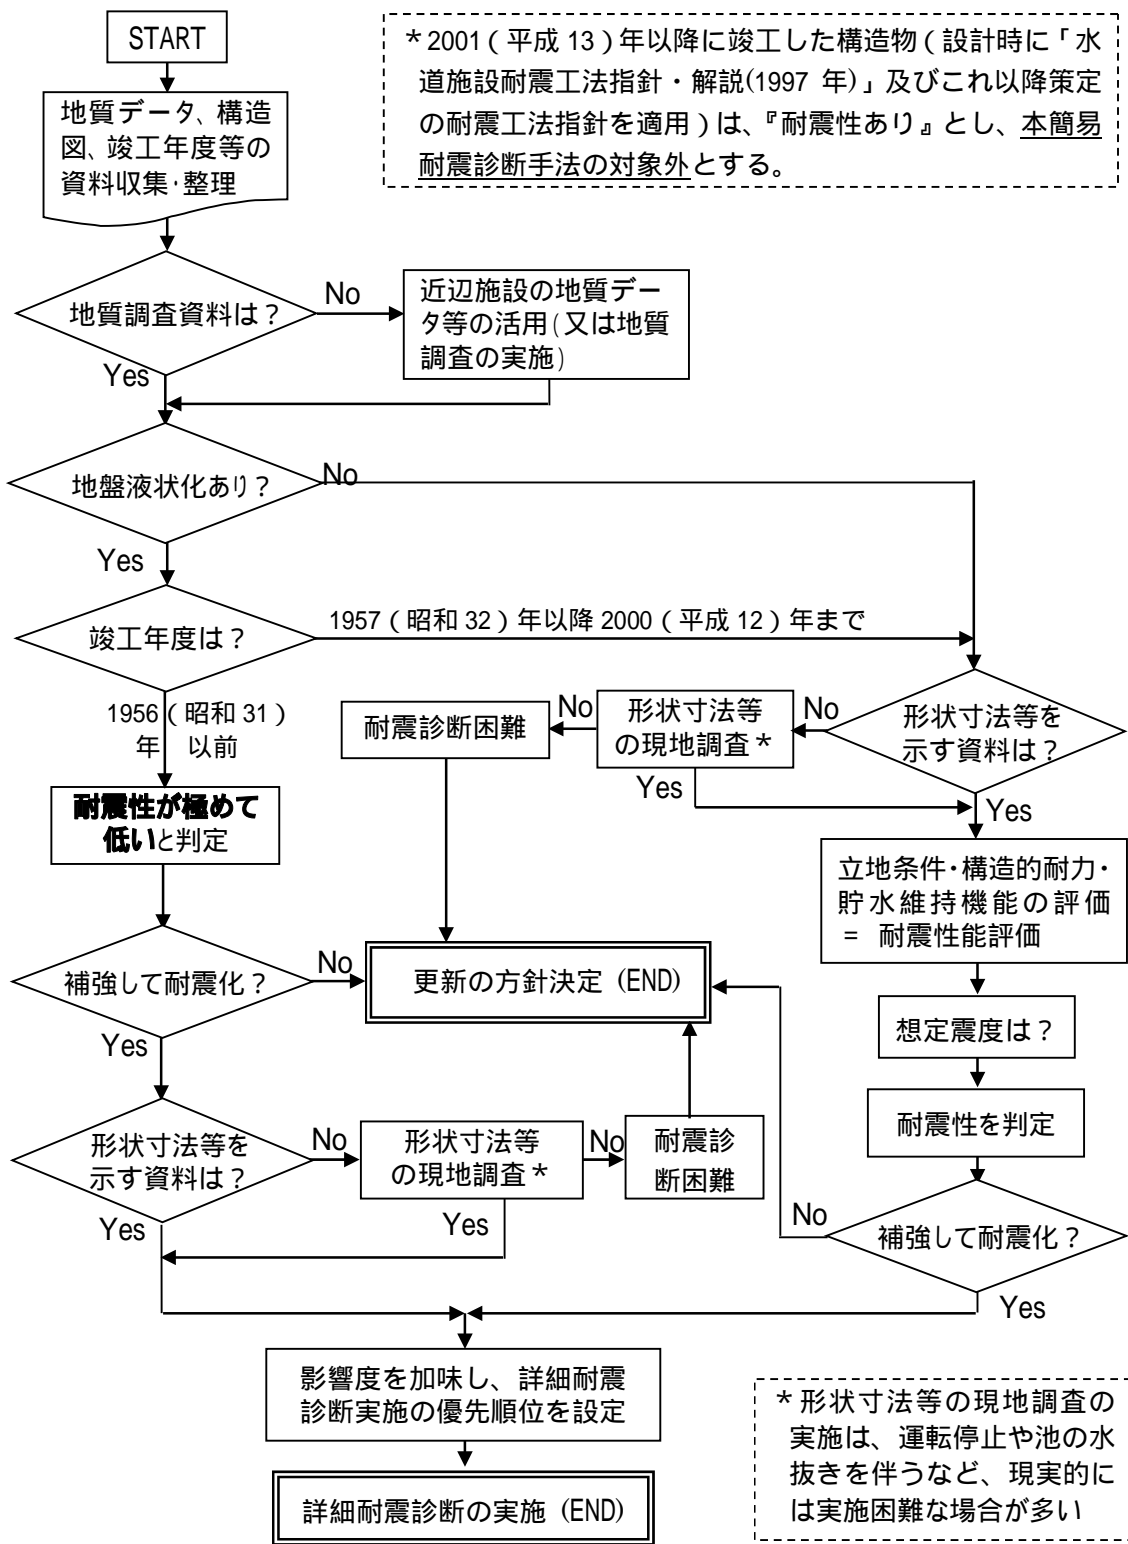 START
*2001(平成13)年以降に竣工した構造物(設計時に「水
道施設耐震工法指針・解説(1997 年)」及びこれ以降策定
の耐震工法指針を適用)は、『耐震性あり』とし、本簡易
耐震診断手法の対象外とする。
地質データ、構造
図、竣工年度等の
資料収集・整理
地質調査資料は?
No
近辺施設の地質デー
タ等の活用(又は地質
調査の実施)
Yes
地盤液状化あり?
No
Yes
竣工年度は?
1957(昭和 32)年以降 2000(平成 12)年まで
1956(昭和 31)
年 以前
耐震診断困難
No
形状寸法等
の現地調査*
No
形状寸法等を
示す資料は?
Yes
Yes
耐震性が極めて
低いと判定
立地条件・構造的耐力・
貯水維持機能の評価
= 耐震性能評価
補強して耐震化?
No
更新の方針決定 (END)
Yes
想定震度は?
耐震性を判定
形状寸法等を
示す資料は?
No
形状寸法等
の現地調査*
No
耐震診
断困難
Yes
Yes
No
補強して耐震化?
Yes
影響度を加味し、詳細耐震
診断実施の優先順位を設定
詳細耐震診断の実施 (END)
*形状寸法等の現地調査の
実施は、運転停止や池の水
抜きを伴うなど、現実的に
は実施困難な場合が多い